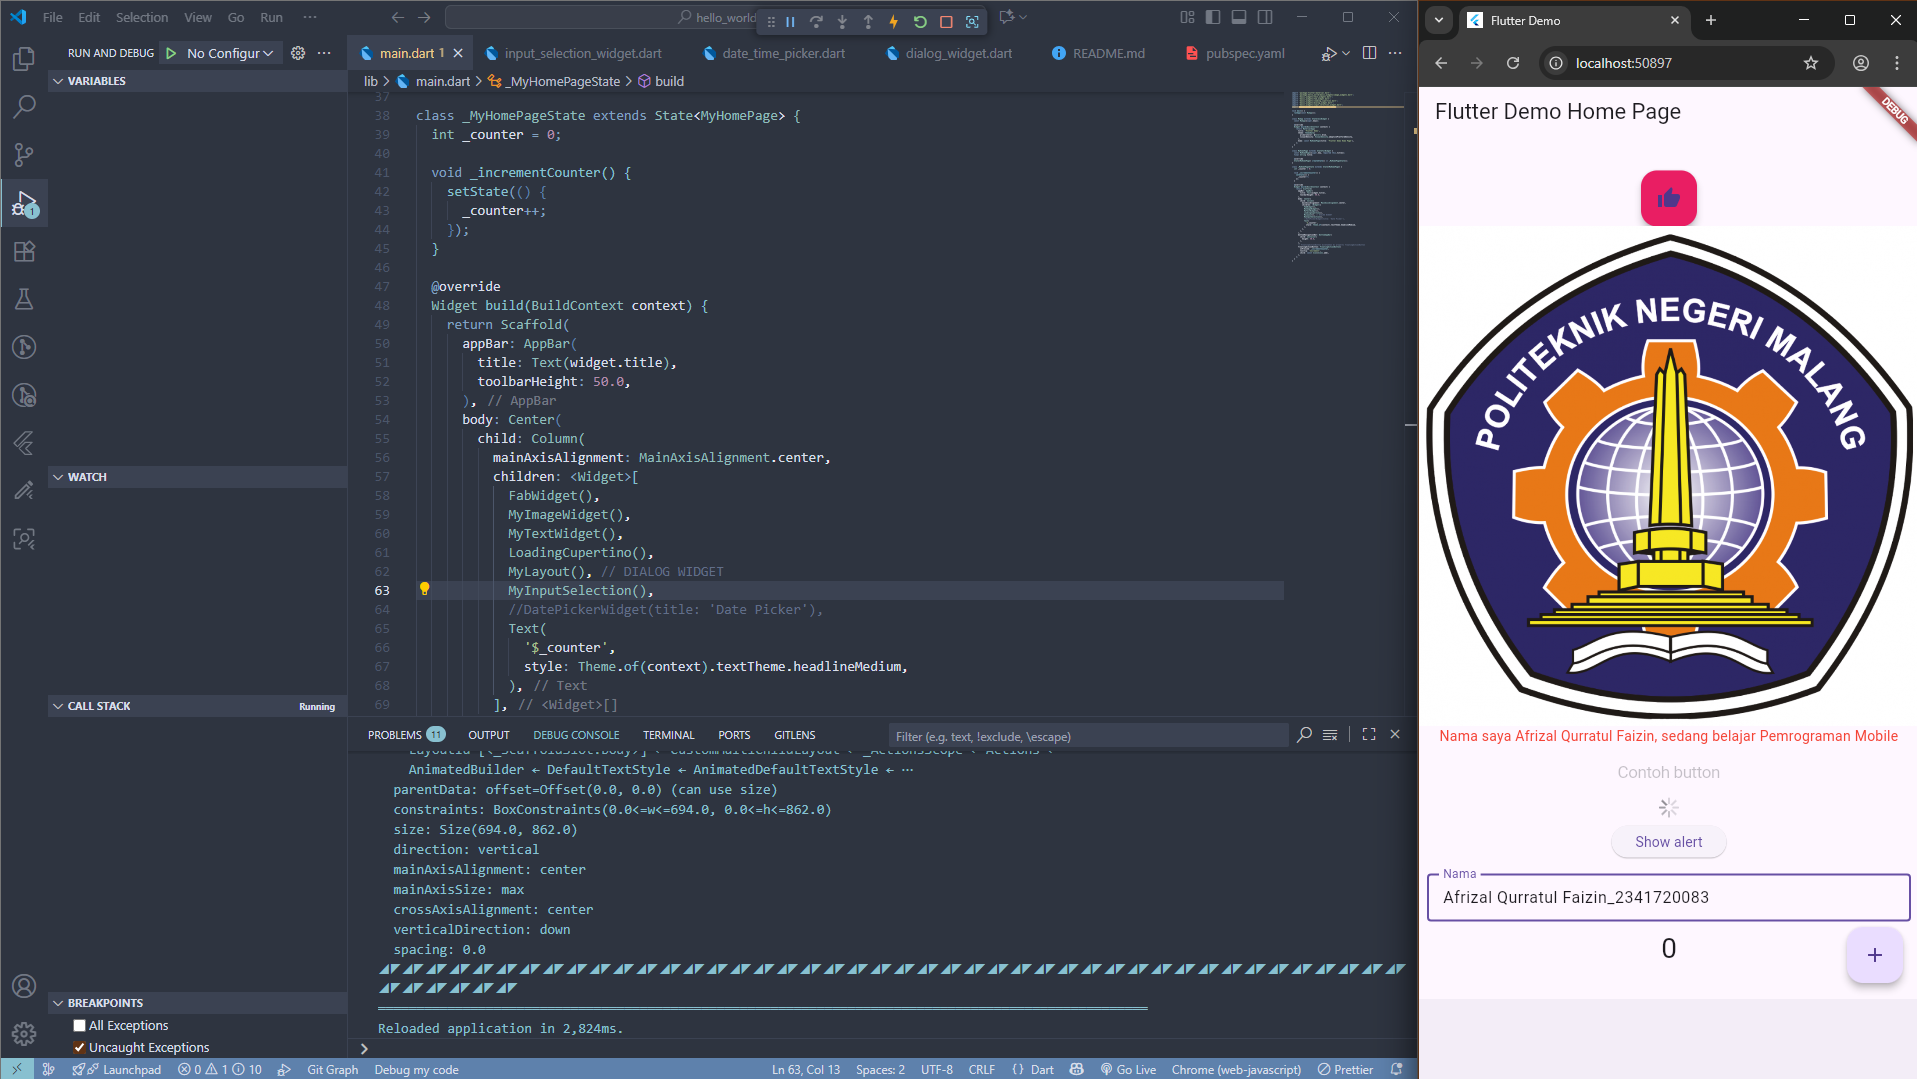 File Edit Selection View Go Run ···
hello_world
RUN AND DEBUG No Configur ···
main.dart 1
input_selection_widget.dart
date_time_picker.dart
dialog_widget.dart
README.md
pubspec.yaml
VARIABLES
lib > main.dart > _MyHomePageState > build
37
38 class _MyHomePageState extends State<MyHomePage> {
39 int _counter = 0;
40
41 void _incrementCounter() {
42 setState(() {
43 _counter++;
44 });
45 }
46
47 @override
48 Widget build(BuildContext context) {
49 return Scaffold(
50 appBar: AppBar(
51 title: Text(widget.title),
52 toolbarHeight: 50.0,
53 ), // AppBar
54 body: Center(
55 child: Column(
56 mainAxisAlignment: MainAxisAlignment.center,
57 children: <Widget>[
58 FabWidget(),
59 MyImageWidget(),
60 MyTextWidget(),
61 LoadingCupertino(),
62 MyLayout(), // DIALOG WIDGET
63 MyInputSelection(),
64 //DatePickerWidget(title: 'Date Picker'),
65 Text(
66 '$_counter',
67 style: Theme.of(context).textTheme.headlineMedium,
68 ), // Text
69 ], // <Widget>[]
WATCH
CALL STACK Running
BREAKPOINTS
All Exceptions
Uncaught Exceptions
PROBLEMS 11 OUTPUT DEBUG CONSOLE TERMINAL PORTS GITLENS
Filter (e.g. text, !exclude, \escape)
AnimatedBuilder ← DefaultTextStyle ← AnimatedDefaultTextStyle ← ⋯
parentData: offset=Offset(0.0, 0.0) (can use size)
constraints: BoxConstraints(0.0<=w<=694.0, 0.0<=h<=862.0)
size: Size(694.0, 862.0)
direction: vertical
mainAxisAlignment: center
mainAxisSize: max
crossAxisAlignment: center
verticalDirection: down
spacing: 0.0
Reloaded application in 2,824ms.
1
Launchpad 0 1 10 Git Graph Debug my code
Ln 63, Col 13 Spaces: 2 UTF-8 CRLF {} Dart Go Live Chrome (web-javascript) Prettier
Flutter Demo
localhost:50897
Flutter Demo Home Page
DEBUG
POLITEKNIK NEGERI MALANG
Nama saya Afrizal Qurratul Faizin, sedang belajar Pemrograman Mobile
Contoh button
Show alert
Nama
Afrizal Qurratul Faizin_2341720083
0
+